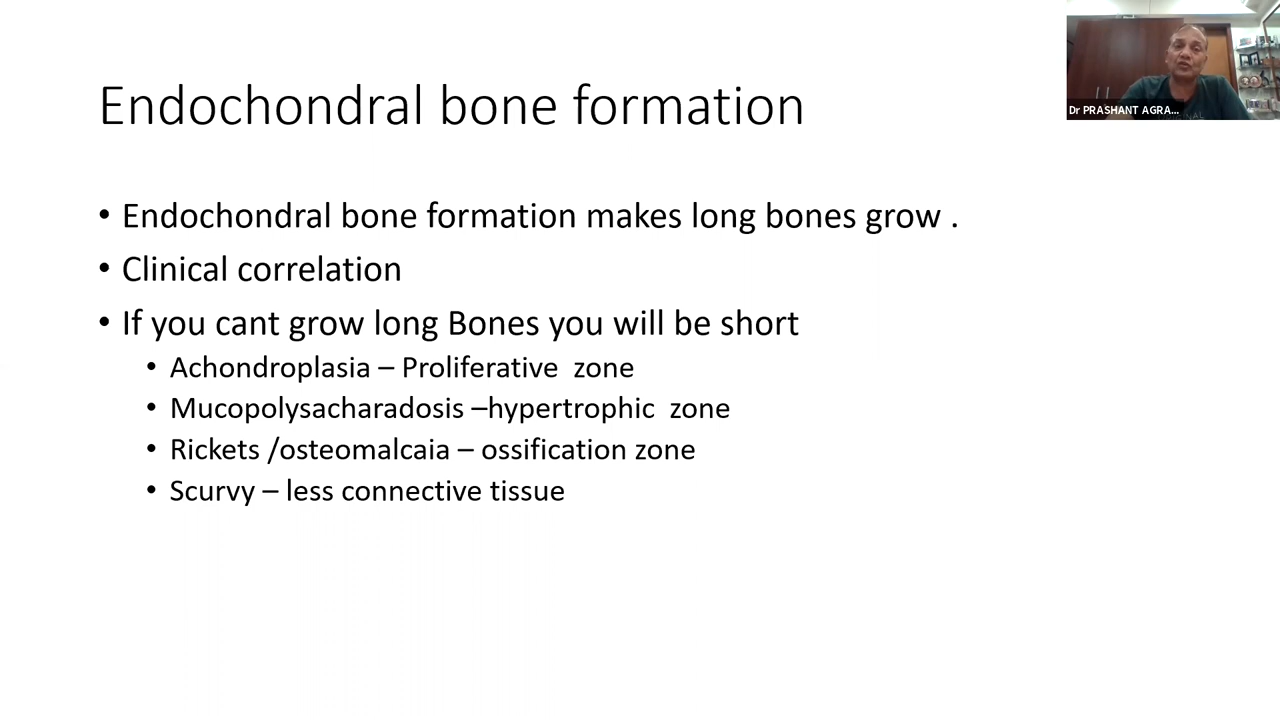 Endochondral bone formation
Dr PRASHANT AGRA...
• Endochondral bone formation makes long bones grow .
• Clinical correlation
• If you cant grow long Bones you will be short
• Achondroplasia – Proliferative zone
• Mucopolysacharadosis –hypertrophic zone
• Rickets /osteomalcaia – ossification zone
• Scurvy – less connective tissue